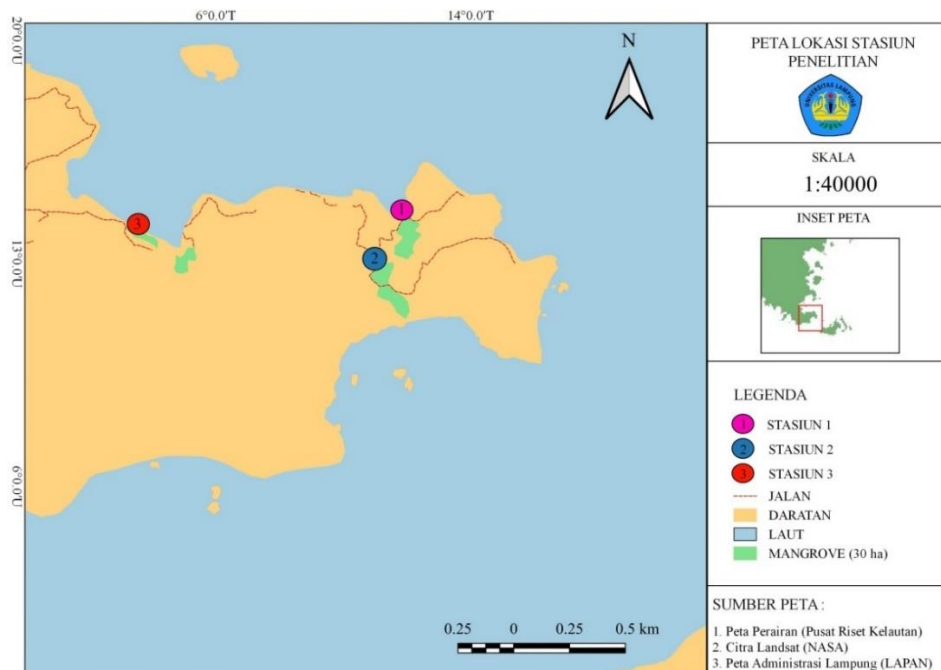 6°0.0'T
14°0.0'T
20°0.0'U
13°0.0'U
6°0.0'U
N
1
2
3
0.25 0 0.25 0.5 km
PETA LOKASI STASIUN
PENELITIAN
UNIVERSITAS LAMPUNG
SKALA
1:40000
INSET PETA
LEGENDA
1 STASIUN 1
2 STASIUN 2
3 STASIUN 3
JALAN
DARATAN
LAUT
MANGROVE (30 ha)
SUMBER PETA :
1. Peta Perairan (Pusat Riset Kelautan)
2. Citra Landsat (NASA)
3. Peta Administrasi Lampung (LAPAN)